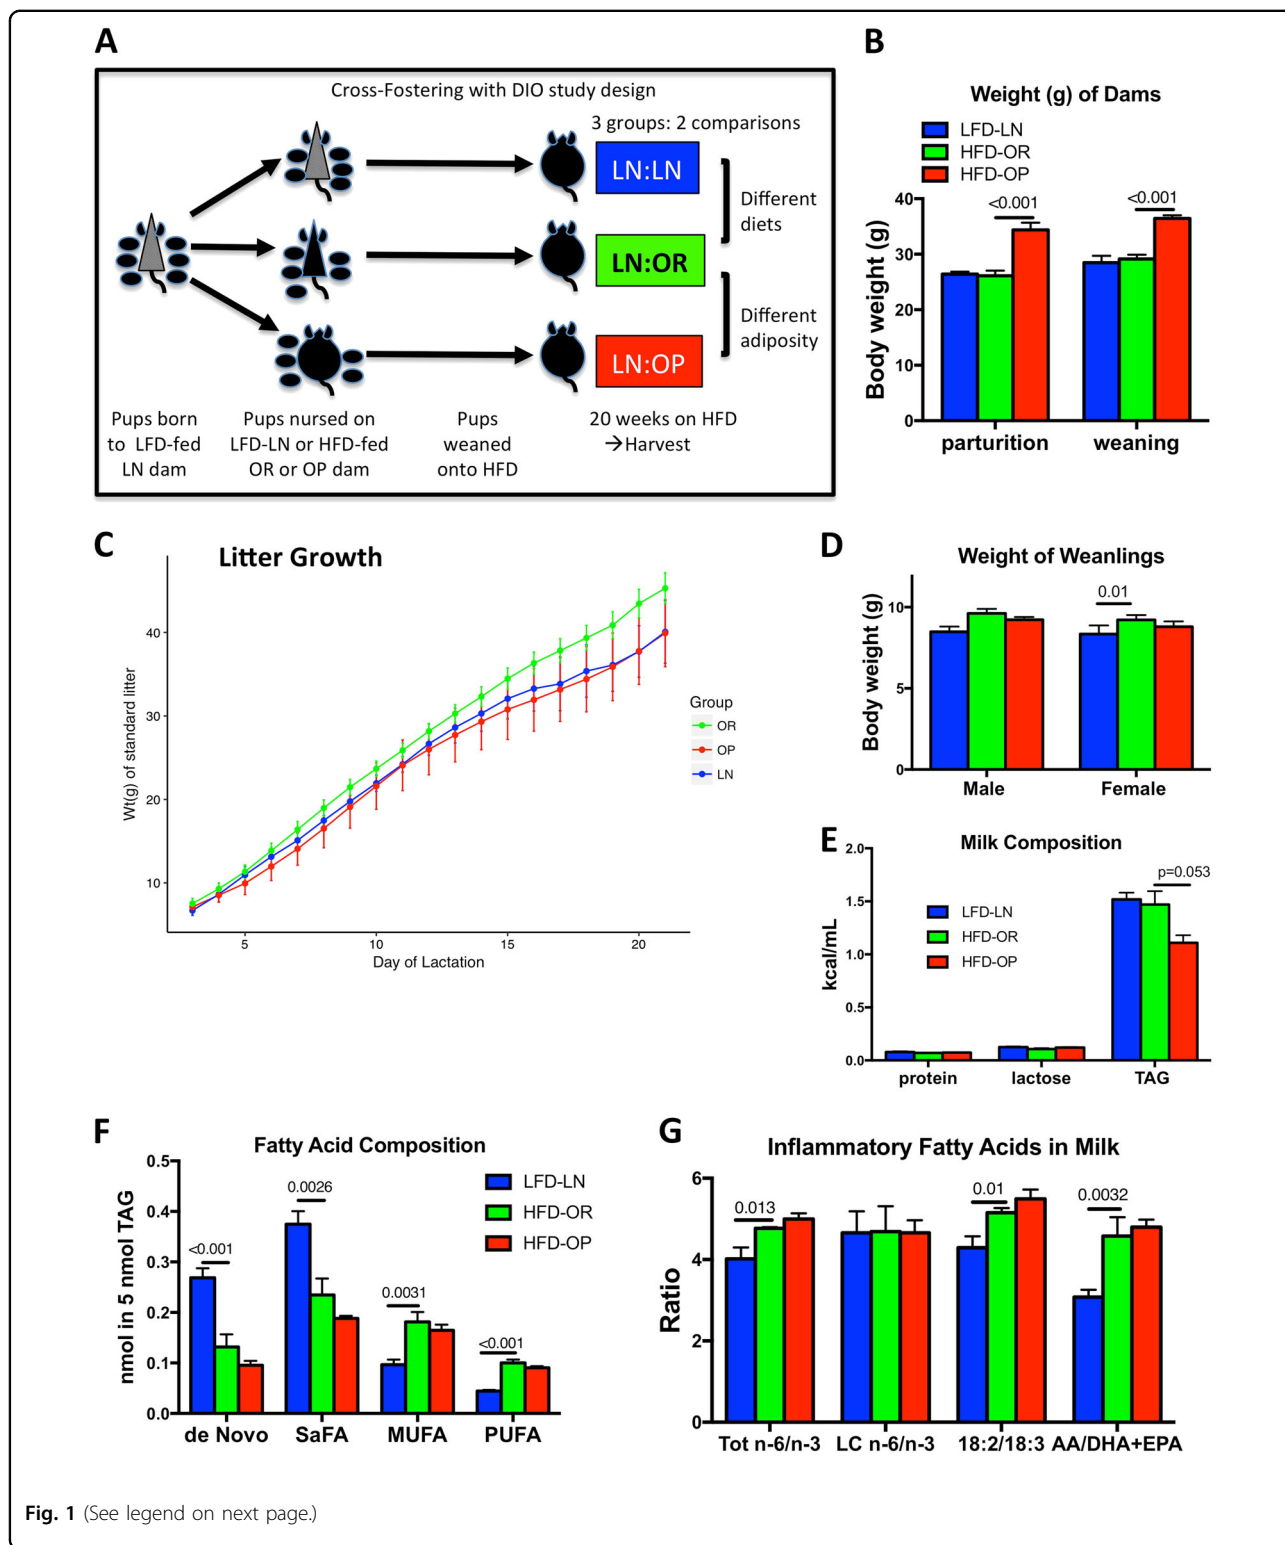 A
Cross-Fostering with DIO study design
3 groups: 2 comparisons
LN:LN
LN:OR
LN:OP
Different
diets
Different
adiposity
Pups born
to LFD-fed
LN dam
Pups nursed on
LFD-LN or HFD-fed
OR or OP dam
Pups
weaned
onto HFD
20 weeks on HFD
→Harvest
B
Weight (g) of Dams
LFD-LN
HFD-OR
HFD-OP
Body weight (g)
40
30
20
10
0
<0.001
<0.001
parturition
weaning
C
Litter Growth
Wt(g) of standard litter
40
30
20
10
5
10
15
20
Day of Lactation
Group
OR
OP
LN
D
Weight of Weanlings
Body weight (g)
10
5
0
0.01
Male
Female
E
Milk Composition
kcal/mL
2.0
1.5
1.0
0.5
0.0
LFD-LN
HFD-OR
HFD-OP
p=0.053
protein
lactose
TAG
F
Fatty Acid Composition
nmol in 5 nmol TAG
0.5
0.4
0.3
0.2
0.1
0.0
<0.001
0.0026
0.0031
<0.001
LFD-LN
HFD-OR
HFD-OP
de Novo
SaFA
MUFA
PUFA
G
Inflammatory Fatty Acids in Milk
Ratio
6
4
2
0
0.013
0.01
0.0032
Tot n-6/n-3
LC n-6/n-3
18:2/18:3
AA/DHA+EPA
Fig. 1 (See legend on next page.)